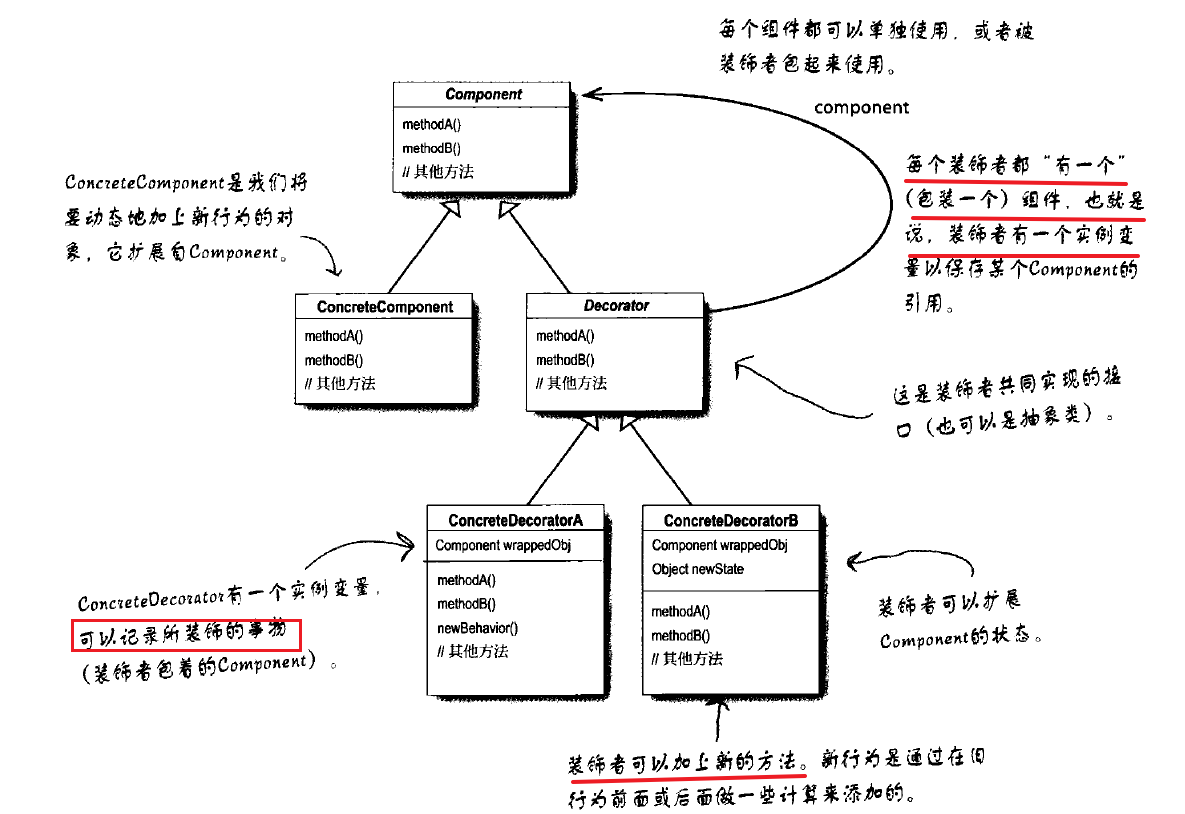 每个组件都可以单独使用，或者被
装饰者包起来使用。
Component
methodA()
methodB()
// 其他方法
component
ConcreteComponent是我们将
要动态地加上新行为的对
象，它扩展自Component。
每个装饰者都“有一个”
(包装一个）组件，也就是
说，装饰者有一个实例变
量以保存某个Component的
引用。
ConcreteComponent
methodA()
methodB()
// 其他方法
Decorator
methodA()
methodB()
// 其他方法
这是装饰者共同实现的接
口（也可以是抽象类）。
ConcreteDecoratorA
Component wrappedObj
methodA()
methodB()
newBehavior()
// 其他方法
ConcreteDecoratorB
Component wrappedObj
Object newState
methodA()
methodB()
// 其他方法
ConcreteDecorator有一个实例变量，
可以记录所装饰的事物
（装饰者包着的Component）。
装饰者可以扩展
Component的状态。
装饰者可以加上新的方法。新行为是通过在旧
行为前面或后面做一些计算来添加的。